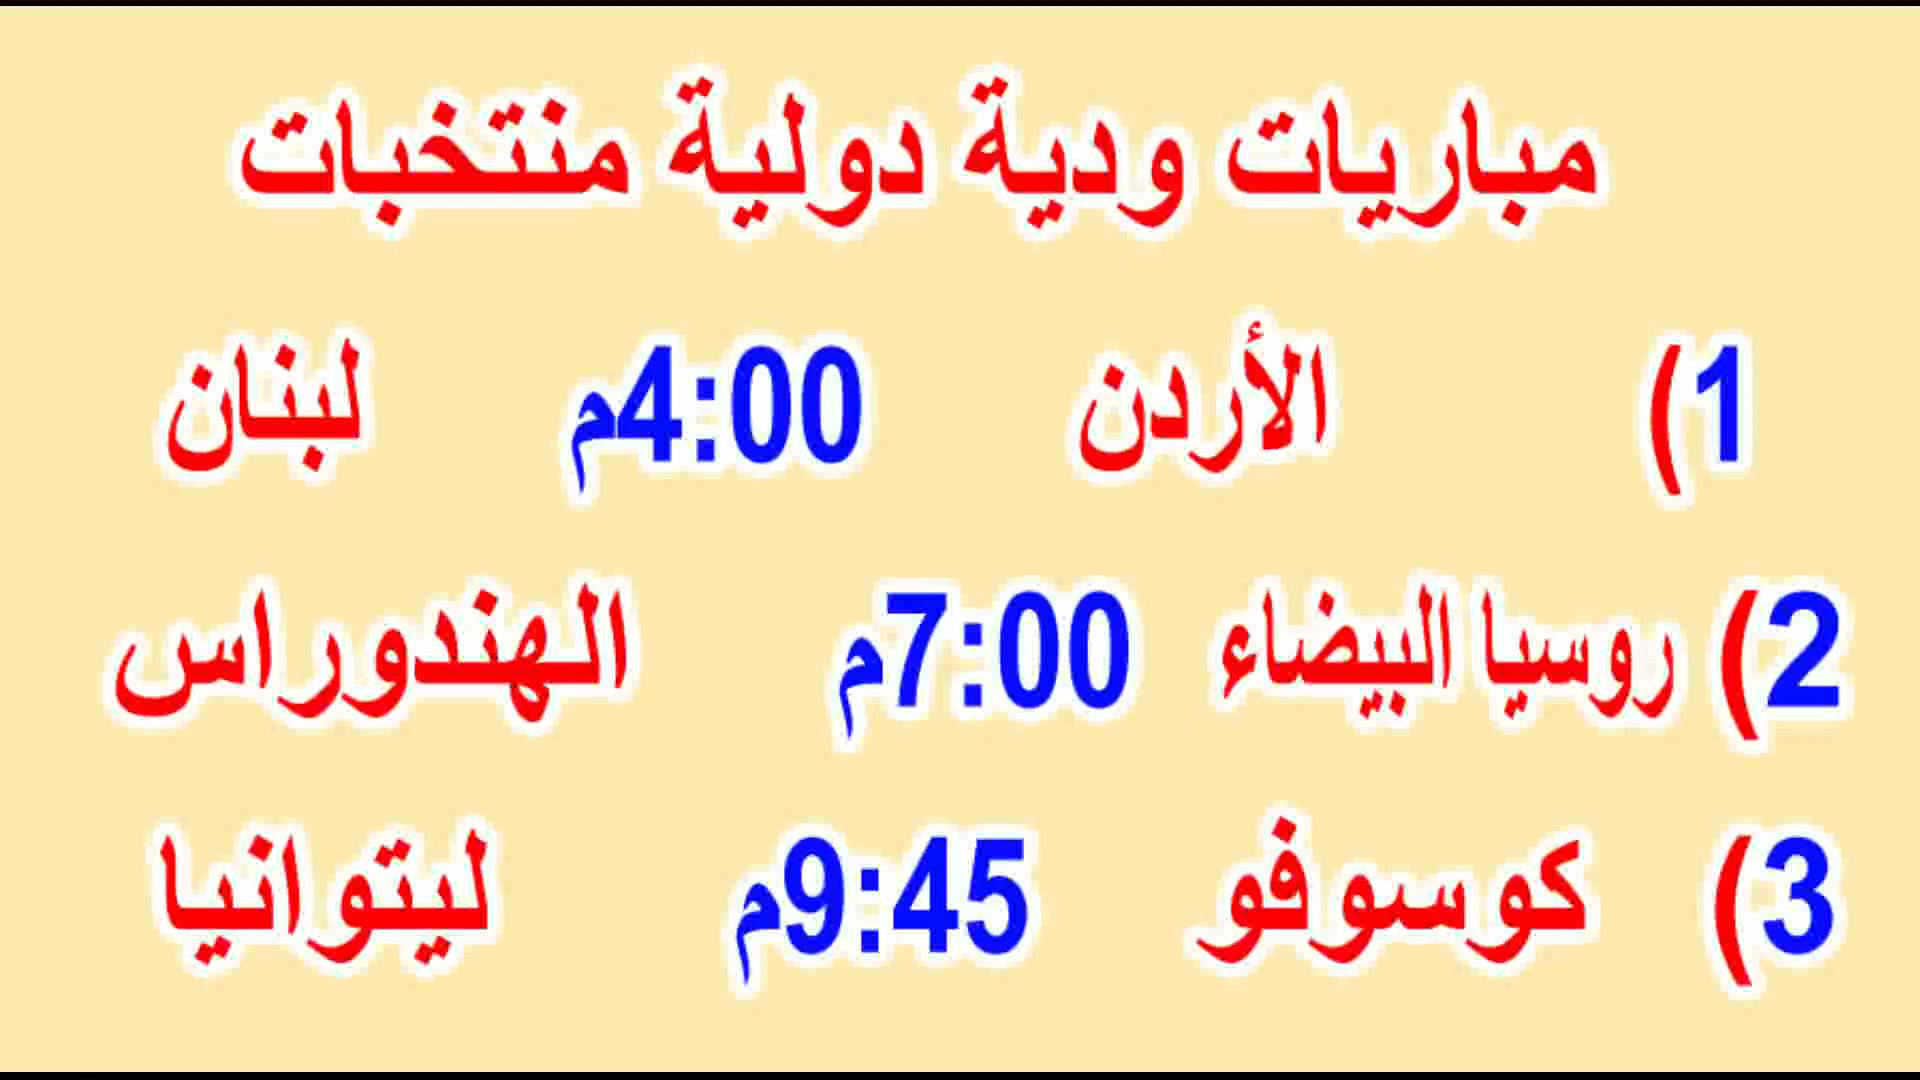 مباريات ودية دولية منتخبات
1) الأردن 4:00م لبنان
2) روسيا البيضاء 7:00م الهندوراس
3) كوسوفو 9:45م ليتوانيا